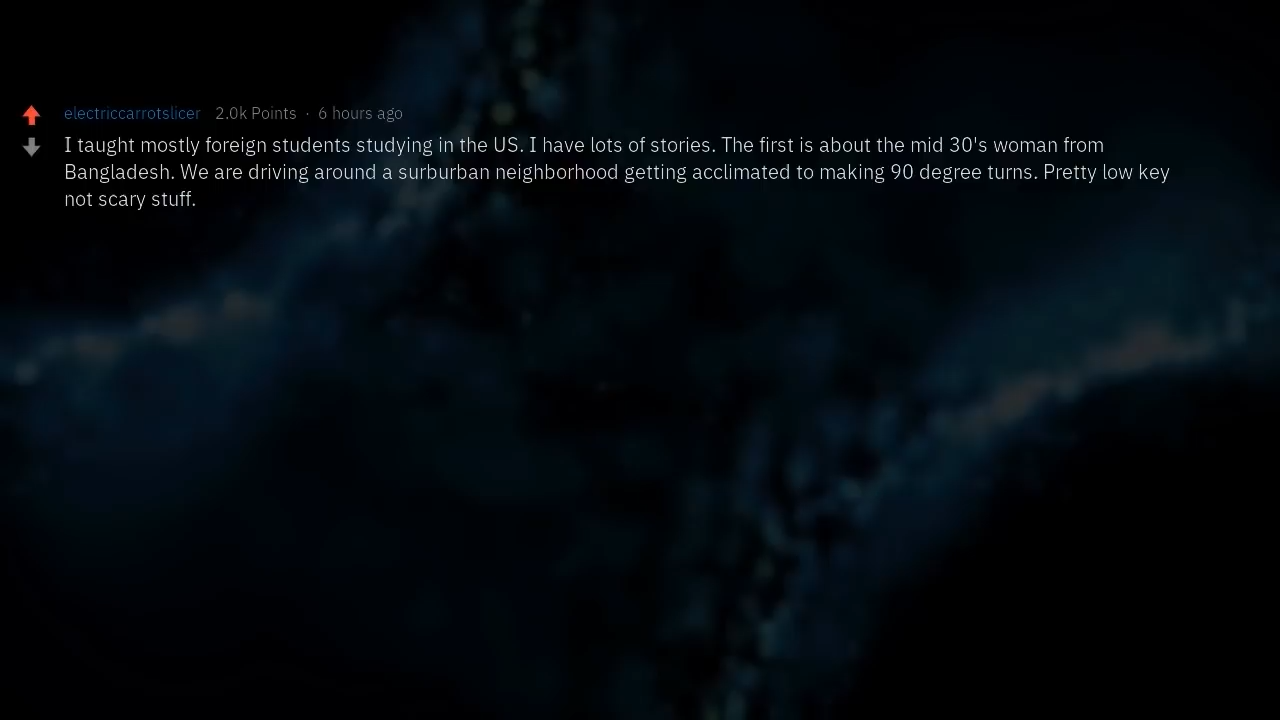 electriccarrotslicer 2.0k Points · 6 hours ago
I taught mostly foreign students studying in the US. I have lots of stories. The first is about the mid 30's woman from
Bangladesh. We are driving around a surburban neighborhood getting acclimated to making 90 degree turns. Pretty low key
not scary stuff.